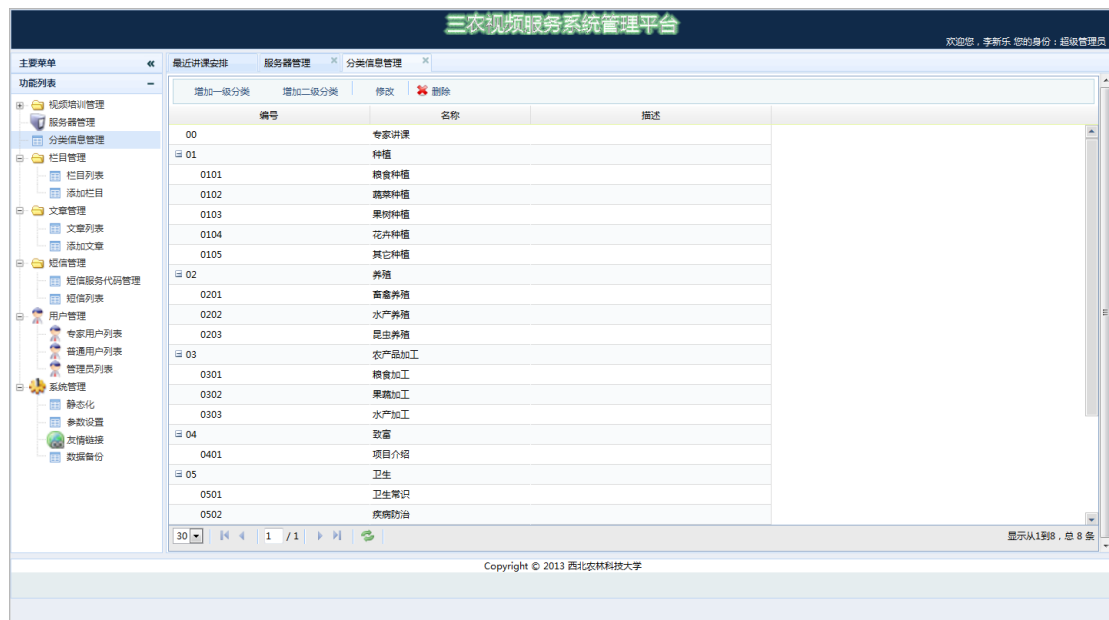 三农视频服务系统管理平台
欢迎您，李新乐 您的身份：超级管理员
主要菜单 «
最近讲课安排 服务器管理 × 分类信息管理 ×
功能列表 −
增加一级分类 增加二级分类 修改 删除
编号 名称 描述
视频培训管理
服务器管理
分类信息管理
栏目管理
栏目列表
添加栏目
文章管理
文章列表
添加文章
短信管理
短信服务代码管理
短信列表
用户管理
专家用户列表
普通用户列表
管理员列表
系统管理
静态化
参数设置
友情链接
数据备份
00 专家讲课
01 种植
0101 粮食种植
0102 蔬菜种植
0103 果树种植
0104 花卉种植
0105 其它种植
02 养殖
0201 畜禽养殖
0202 水产养殖
0203 昆虫养殖
03 农产品加工
0301 粮食加工
0302 果蔬加工
0303 水产加工
04 致富
0401 项目介绍
05 卫生
0501 卫生常识
0502 疾病防治
30 1 /1 显示从1到8，总 8 条
Copyright © 2013 西北农林科技大学